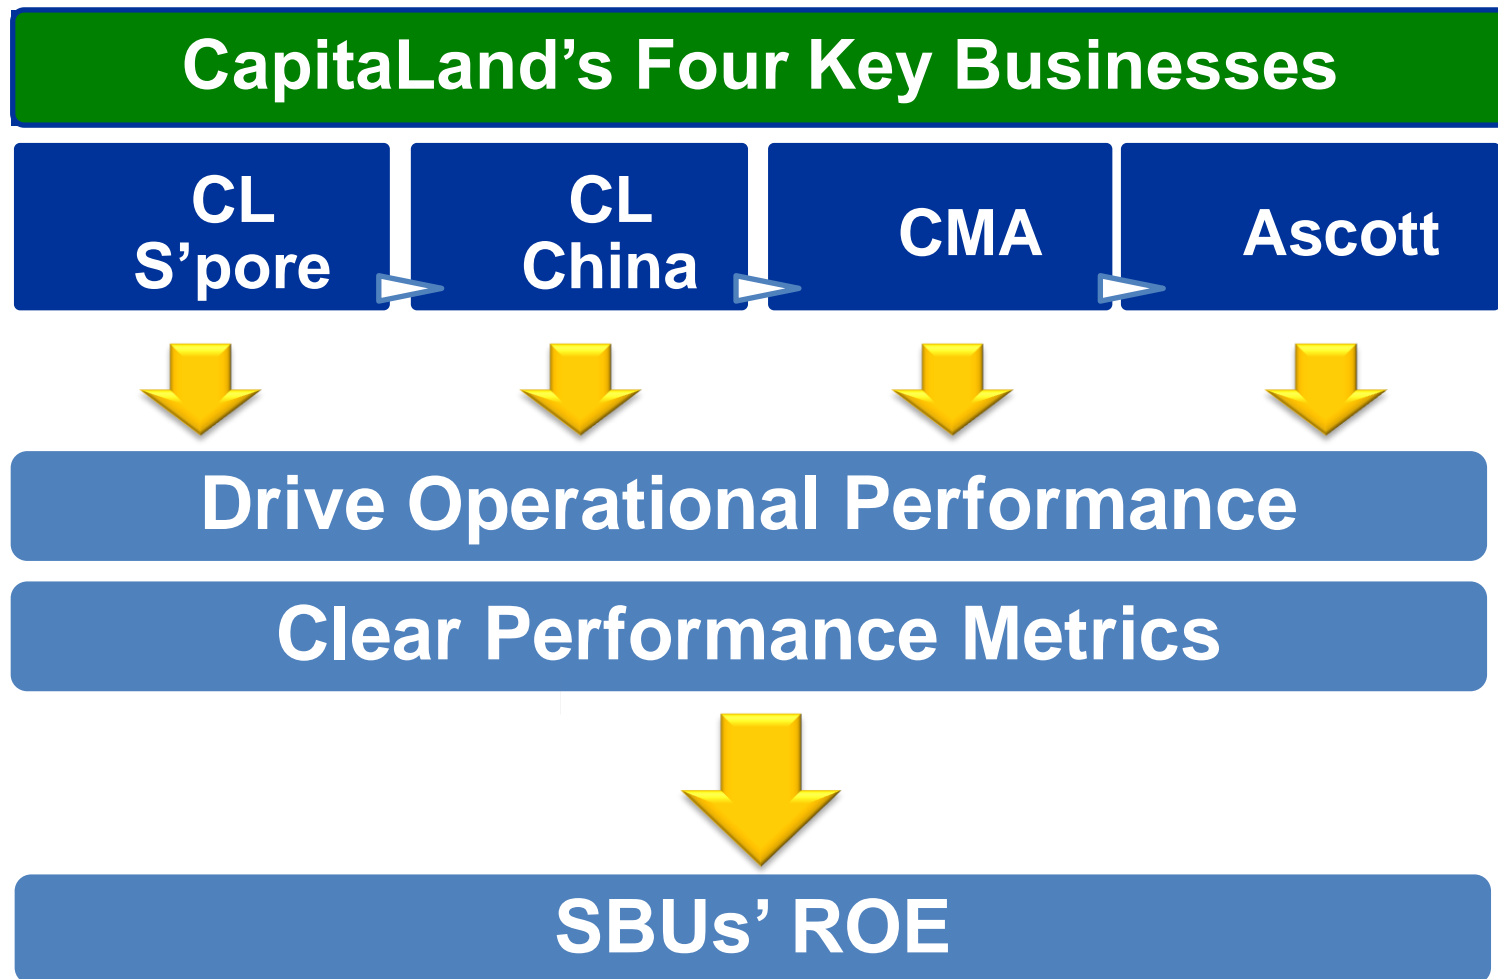 CapitaLand’s Four Key Businesses
CL
S’pore
CL
China
CMA
Ascott
Drive Operational Performance
Clear Performance Metrics
SBUs’ ROE